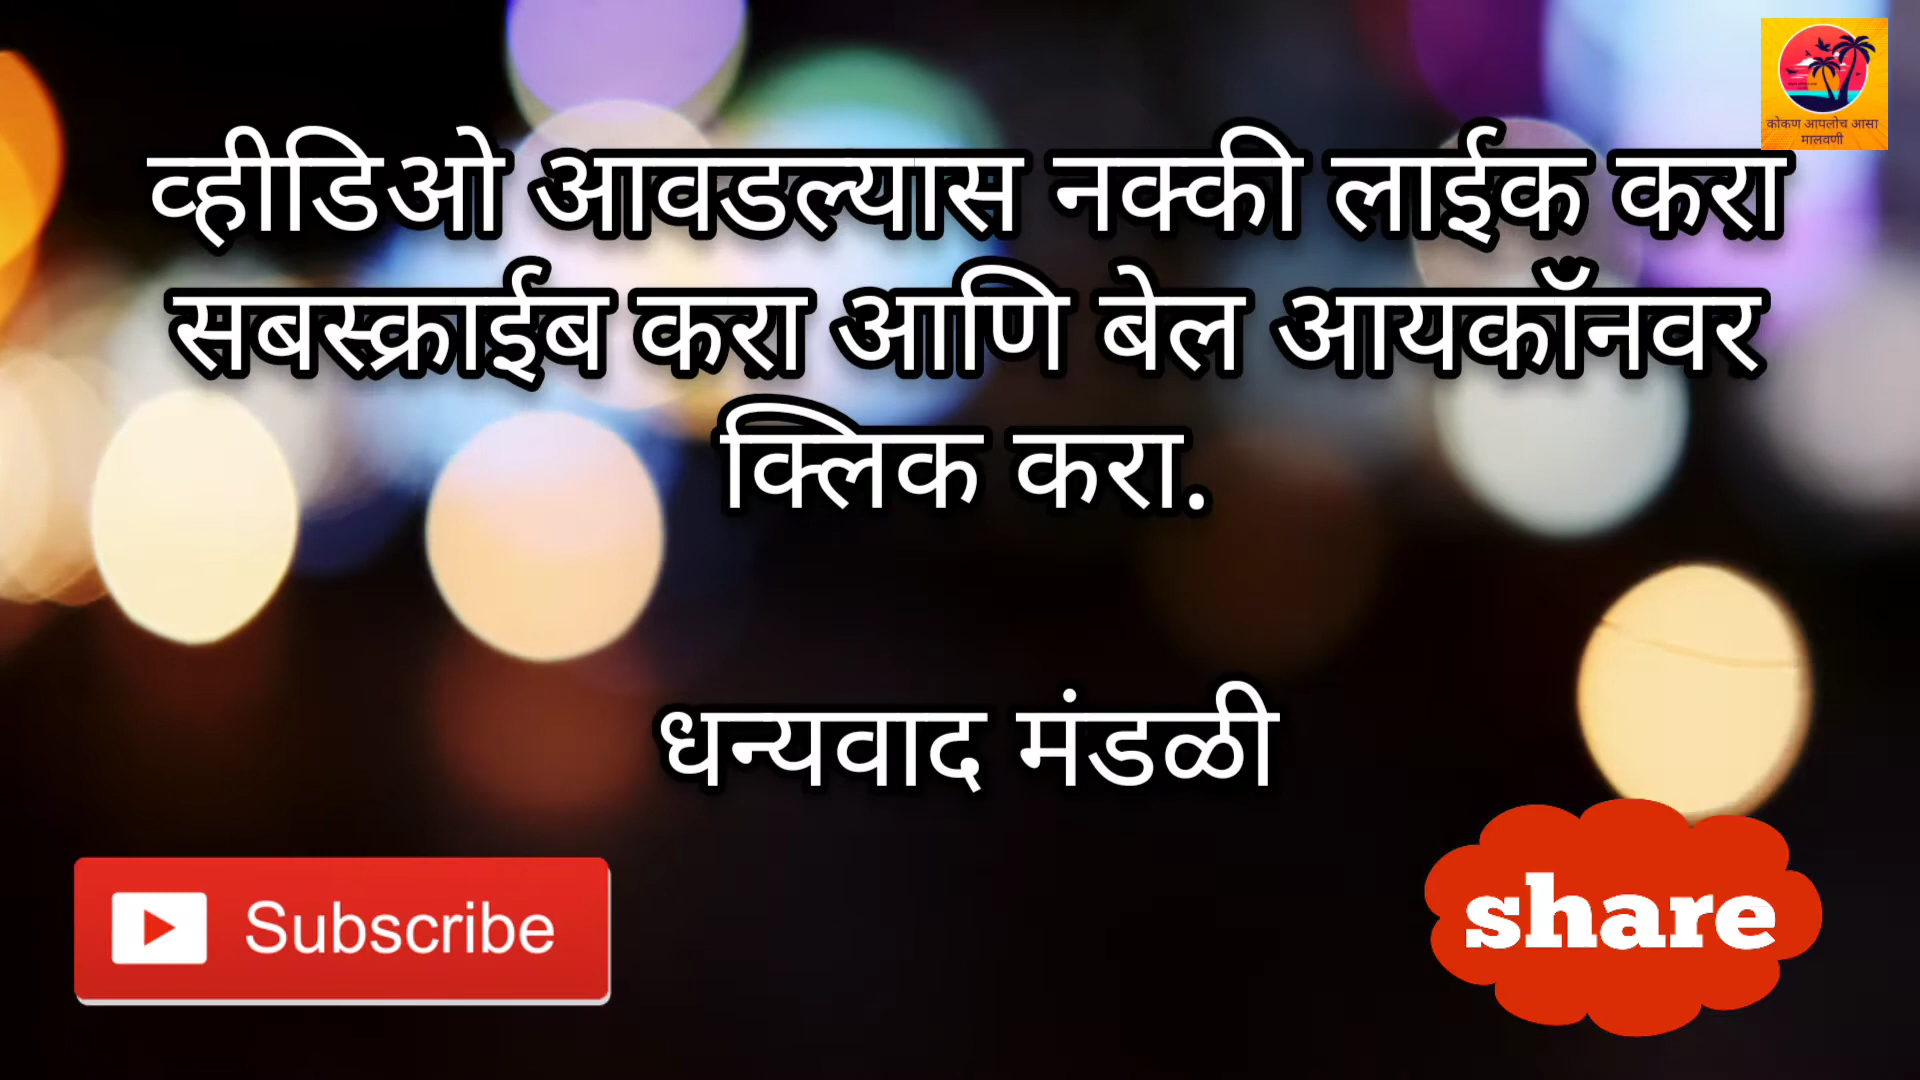 कोकण आपलोच आसा
मालवणी
व्हीडिओ आवडल्यास नक्की लाईक करा
सबस्क्राईब करा आणि बेल आयकॉनवर
क्लिक करा.
धन्यवाद मंडळी
Subscribe
share